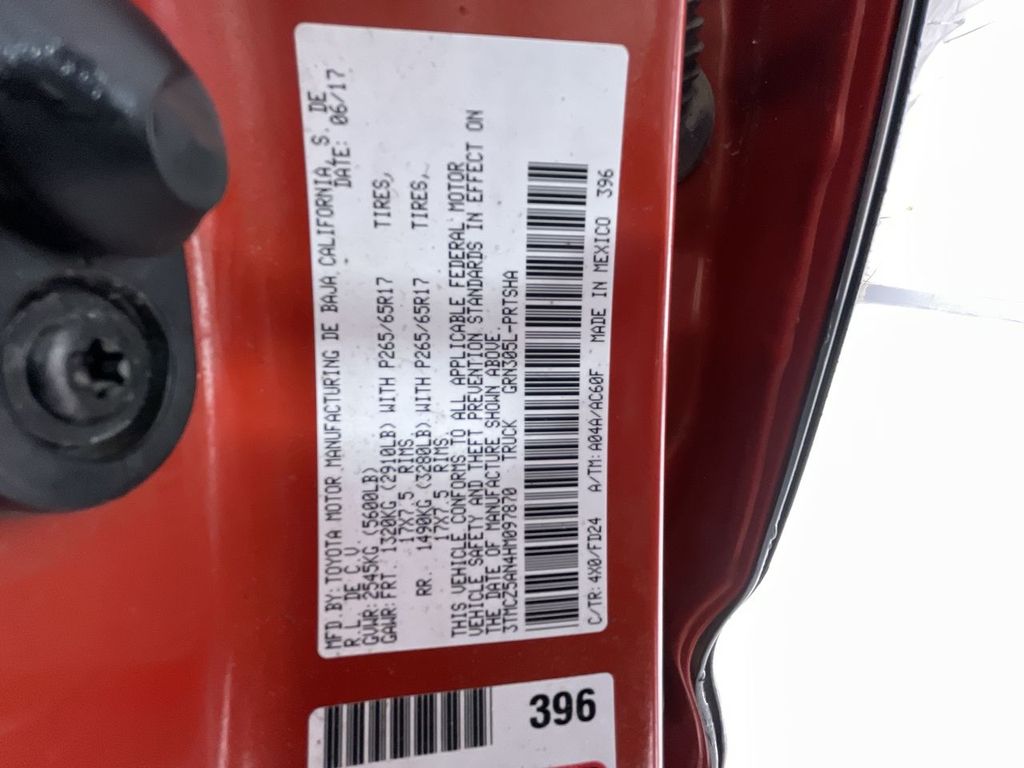 MFD.BY:TOYOTA MOTOR MANUFACTURING DE BAJA CALIFORNIA, S. DE
R.L. DE C.V. DATE: 06/17
GVWR:2545KG (5600LB)
GAWR:FRT. 1320KG (2910LB) WITH P265/65R17 TIRES,
17X7.5 RIMS
RR. 1490KG (3280LB) WITH P265/65R17 TIRES,
17X7.5 RIMS
THIS VEHICLE CONFORMS TO ALL APPLICABLE FEDERAL MOTOR
VEHICLE SAFETY AND THEFT PREVENTION STANDARDS IN EFFECT ON
THE DATE OF MANUFACTURE SHOWN ABOVE.
3TMCZ5AN4HM097870 TRUCK GRN305L-PRTSHA
C/TR:4X0/FD24 A/TM:A04A/AC60F MADE IN MEXICO 396
396